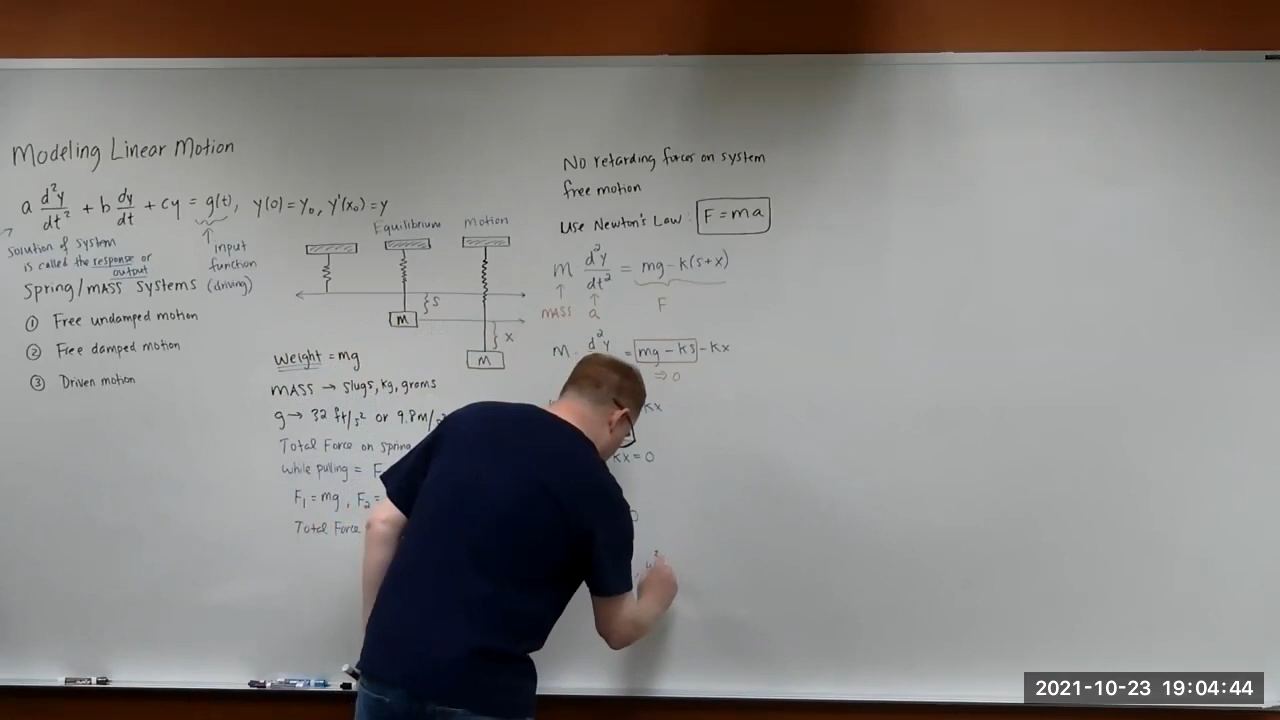 Modeling Linear Motion
a d²y/dt² + b dy/dt + cy = g(t), y(0) = y₀, y'(x₀) = y
solution of system
is called the response or
output
input
function
(driving)
Spring/MASS Systems
① Free undamped motion
② Free damped motion
③ Driven motion
Equilibrium
Motion
S
M
x
M
Weight = mg
MASS → slugs, kg, grams
g → 32 ft/s² or 9.8m/s²
Total Force on spring
while pulling = F
F₁ = mg, F₂ =
Total Force
No retarding forces on system
free motion
Use Newton's Law: F = ma
m d²y/dt² = mg - k(s+x)
MASS a F
M d²y = mg - ks - kx
⇒ 0
kx
kx = 0
0
2021-10-23 19:04:44